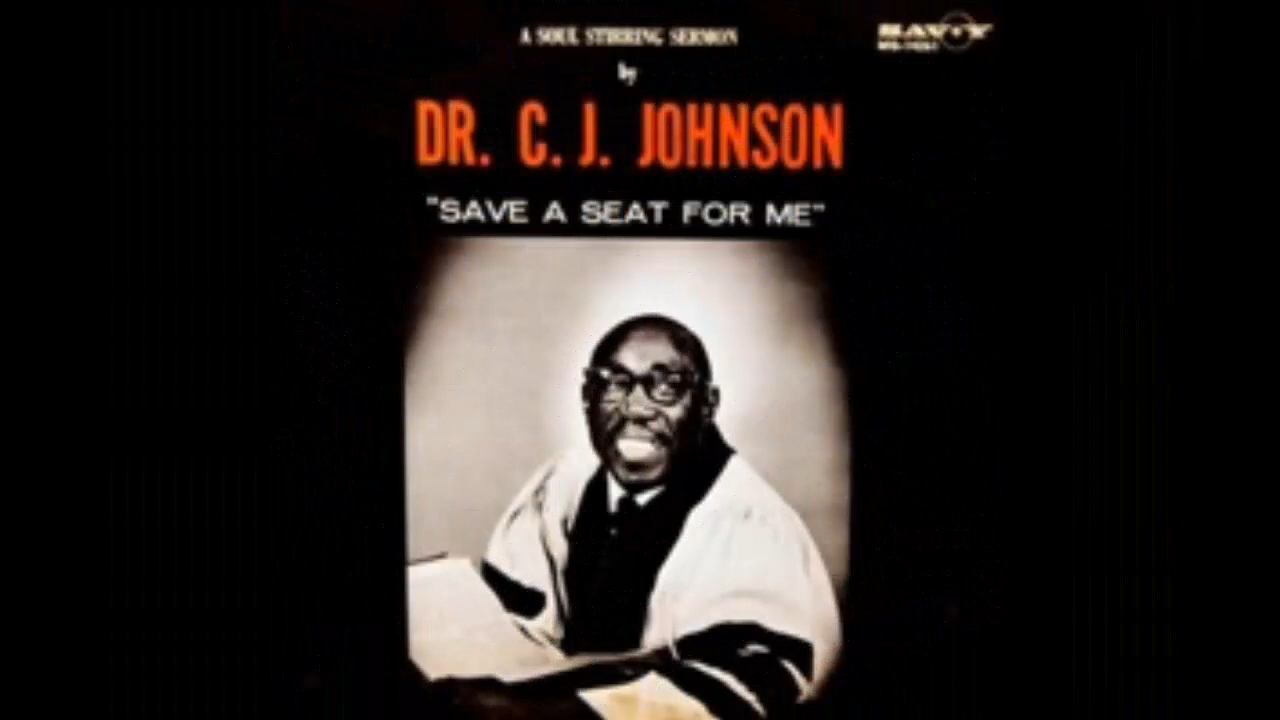 A SOUL STIRRING SERMON
SAVOY
by
DR. C. J. JOHNSON
"SAVE A SEAT FOR ME"